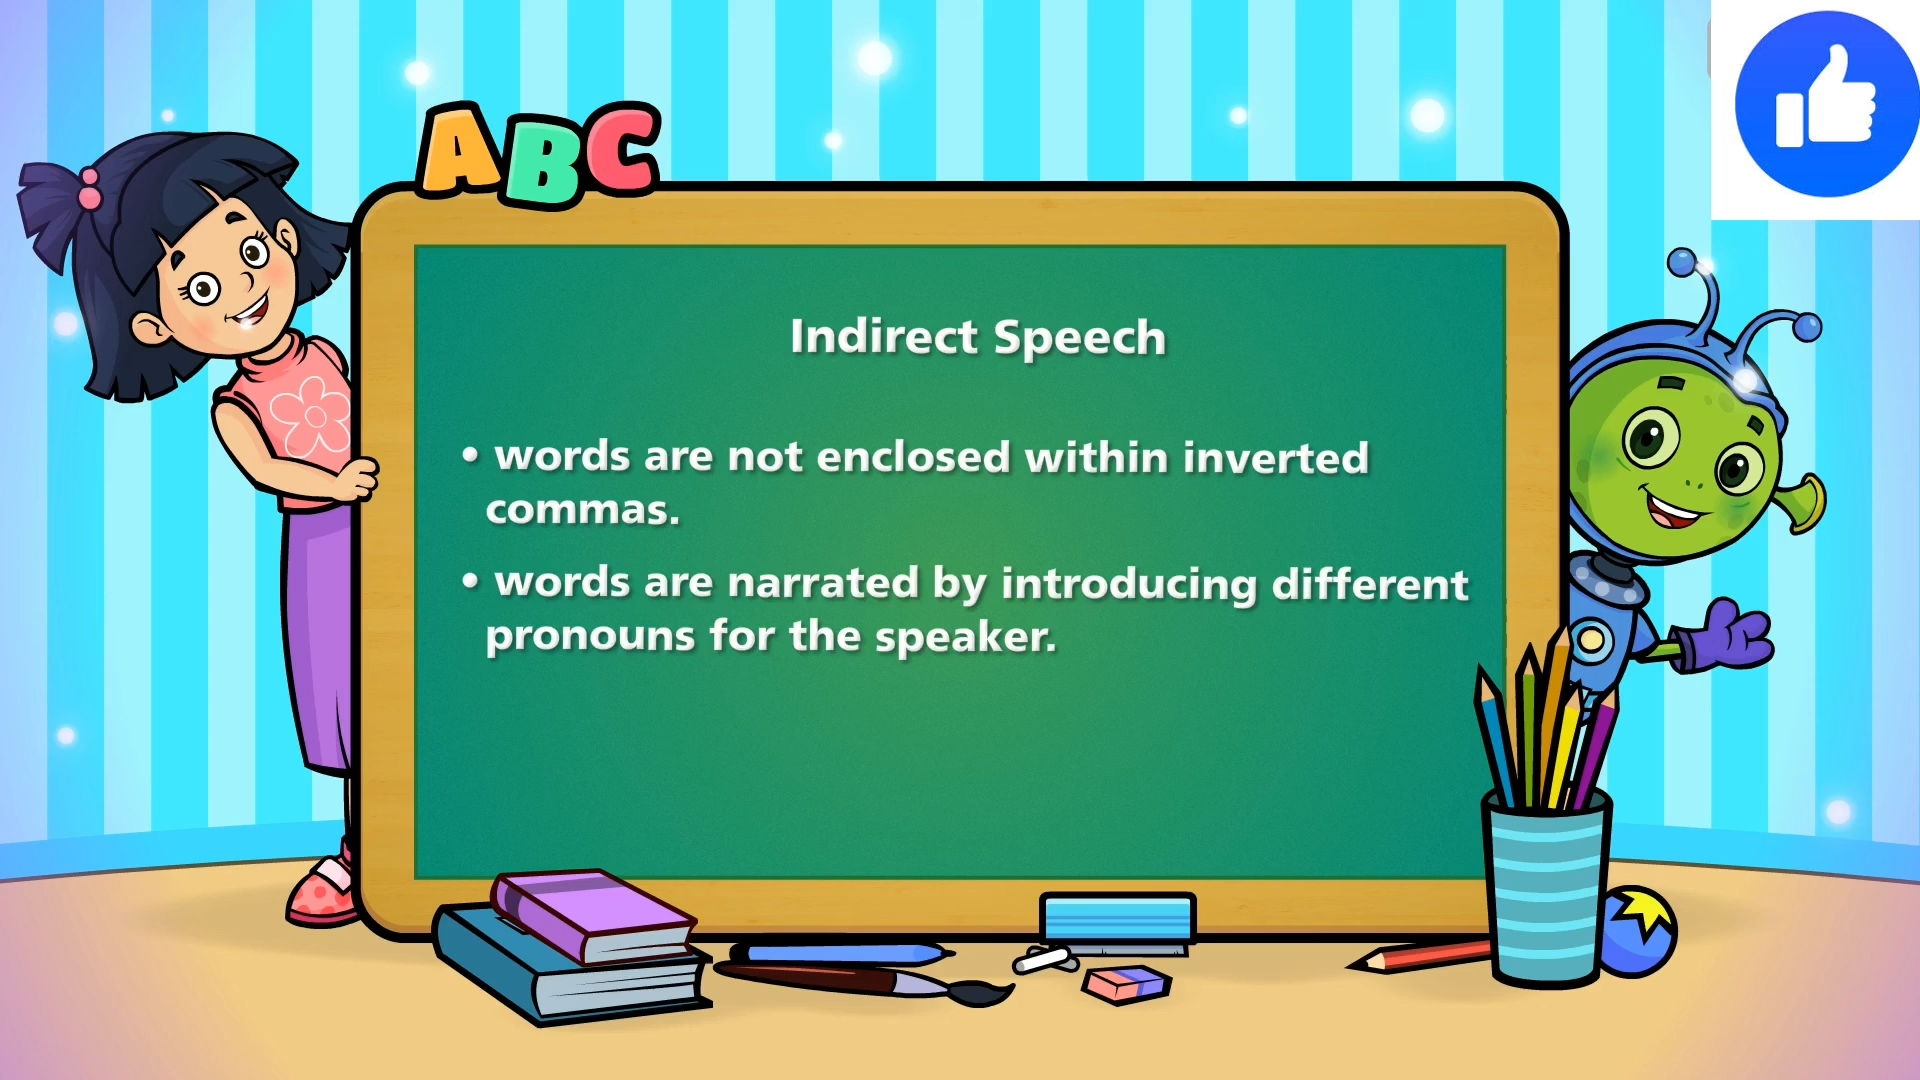 ABC
Indirect Speech
• words are not enclosed within inverted
commas.
• words are narrated by introducing different
pronouns for the speaker.